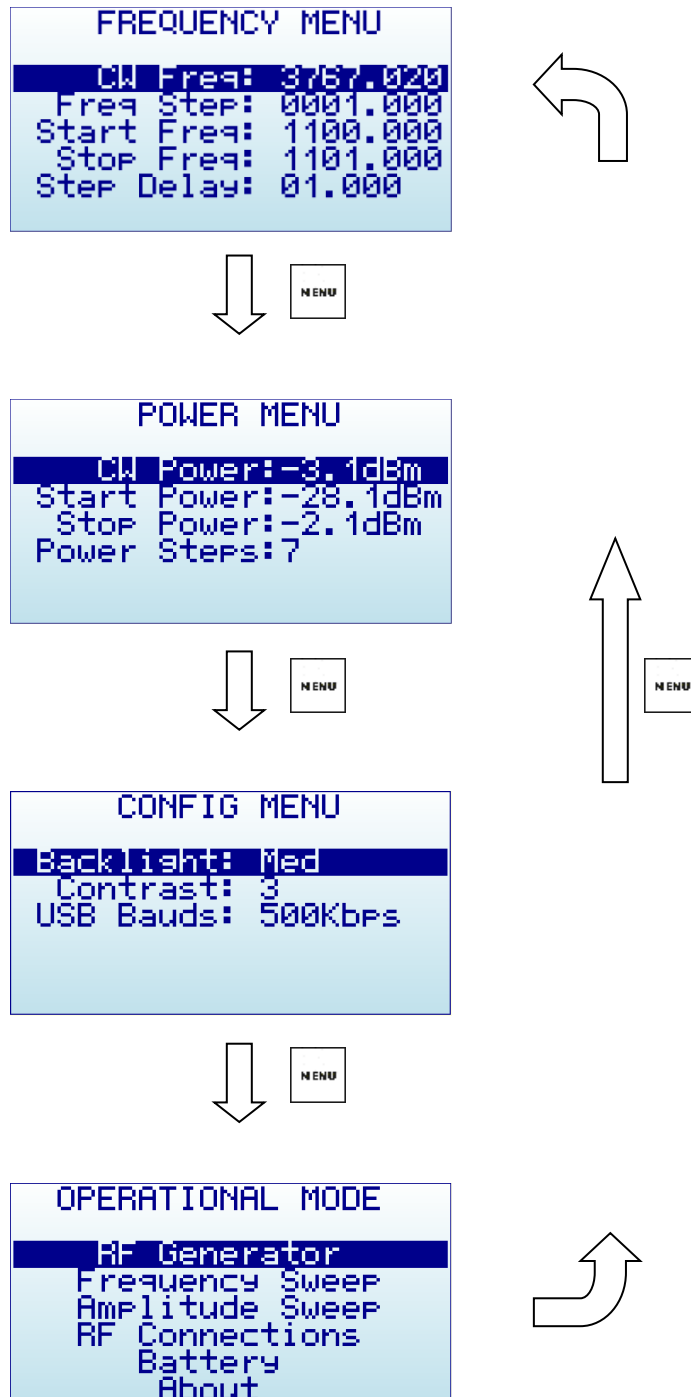 FREQUENCY MENU
CW Freq: 3767.020
Freq Step: 0001.000
Start Freq: 1100.000
Stop Freq: 1101.000
Step Delay: 01.000
MENU
POWER MENU
CW Power:-3.1dBm
Start Power:-28.1dBm
Stop Power:-2.1dBm
Power Steps:7
MENU
MENU
CONFIG MENU
Backlight: Med
Contrast: 3
USB Bauds: 500Kbps
MENU
OPERATIONAL MODE
RF Generator
Frequency Sweep
Amplitude Sweep
RF Connections
Battery
About